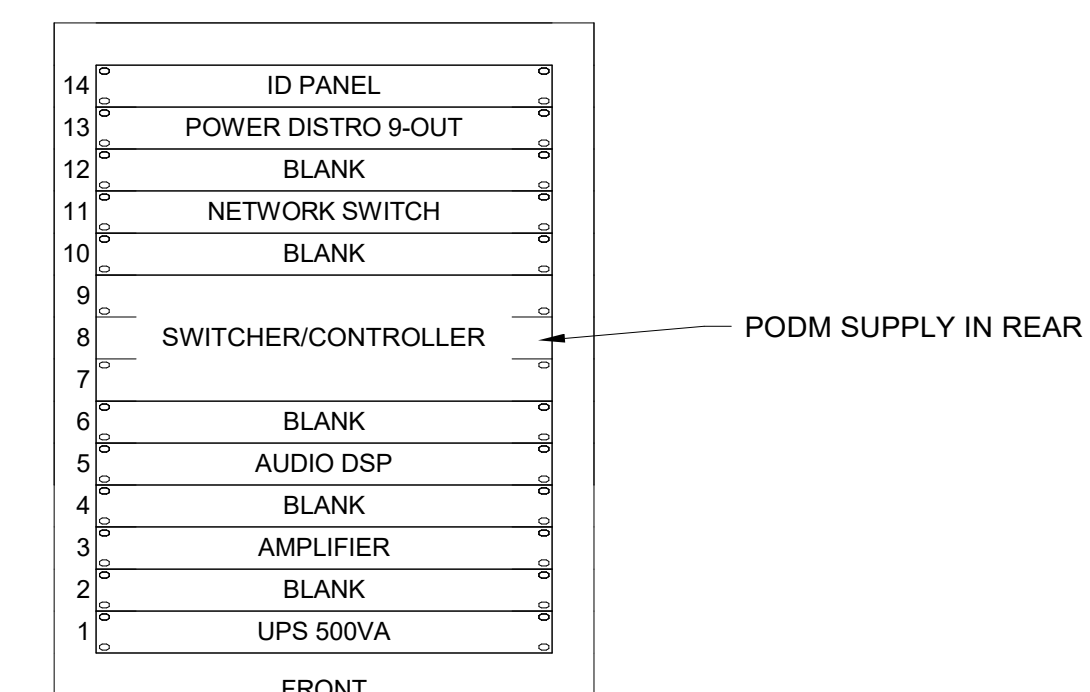 14 ID PANEL
13 POWER DISTRO 9-OUT
12 BLANK
11 NETWORK SWITCH
10 BLANK
9
8 SWITCHER/CONTROLLER PODM SUPPLY IN REAR
7
6 BLANK
5 AUDIO DSP
4 BLANK
3 AMPLIFIER
2 BLANK
1 UPS 500VA
FRONT